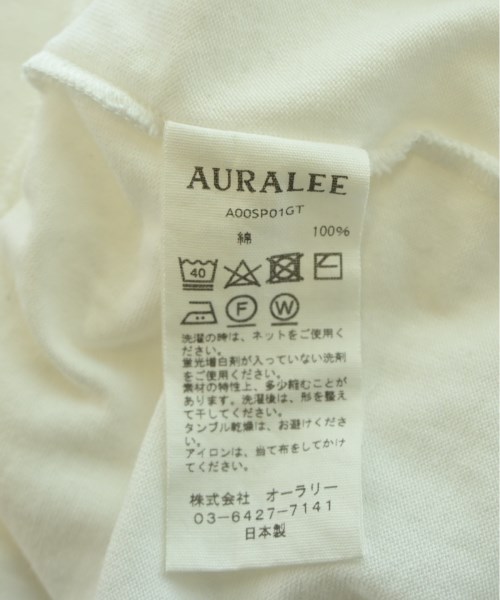 AURALEE
A00SP01GT
綿 100%
40
F W
洗濯の時は、ネットをご使用く
ださい。
蛍光増白剤が入っていない洗剤
をご使用ください。
素材の特性上、多少縮むことが
あります。洗濯後は、形を整え
て干してください。
タンブル乾燥は、お避けくださ
い。
アイロンは、当て布をしてかけ
てください。
株式会社 オーラリー
03-6427-7141
日本製